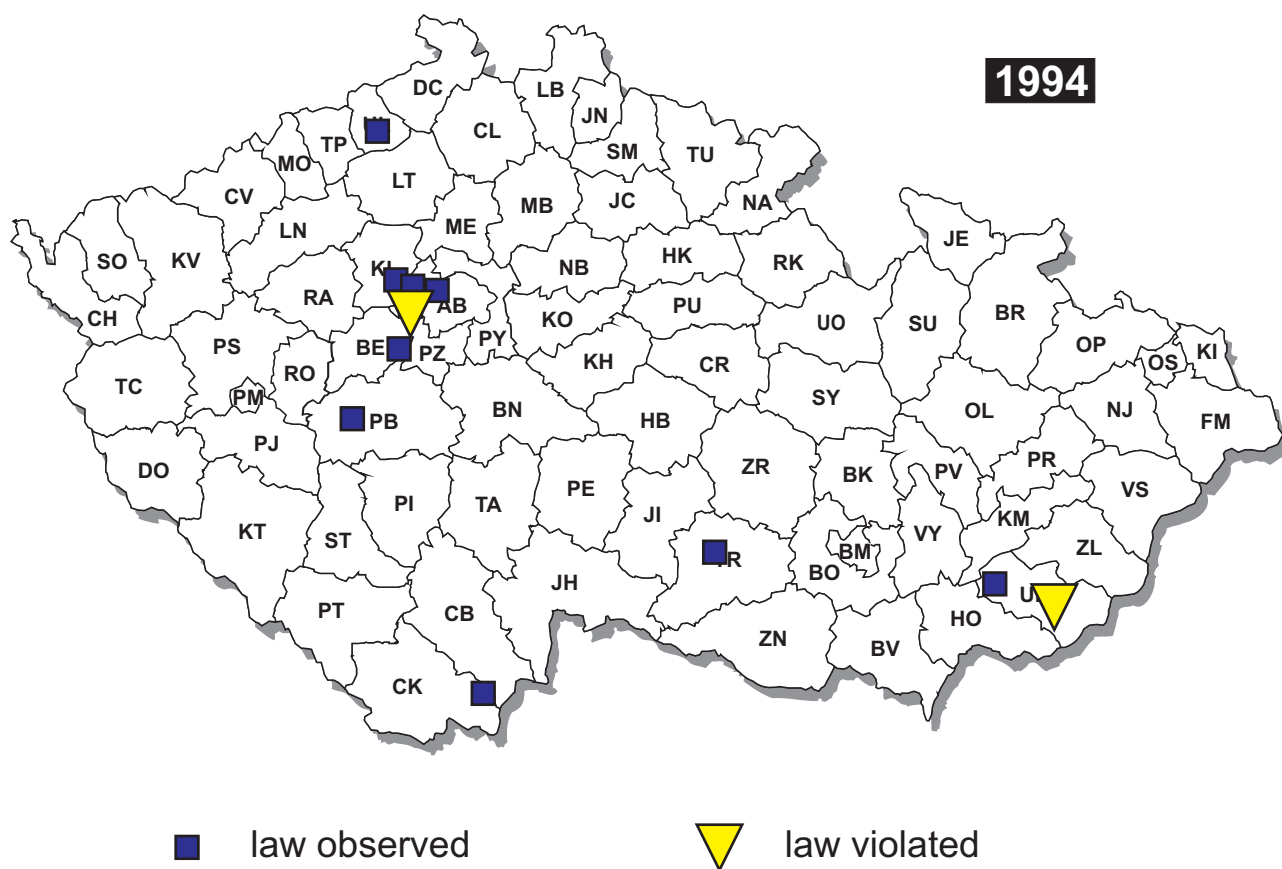 1994
DC
LB
JN
CL
TP
MO
SM
TU
LT
CV
JC
NA
MB
ME
LN
JE
SO
KV
KL
NB
HK
RK
RA
AB
CH
KO
PU
UO
SU
BR
PS
BE
PZ
PY
OP
KI
OS
TC
RO
KH
CR
PM
SY
PB
BN
HB
OL
NJ
FM
PJ
DO
ZR
BK
PV
PR
VS
PI
TA
PE
JI
KT
ST
KM
VY
ZL
BM
BO
TR
JH
PT
CB
HO
ZN
BV
CK
law observed
law violated